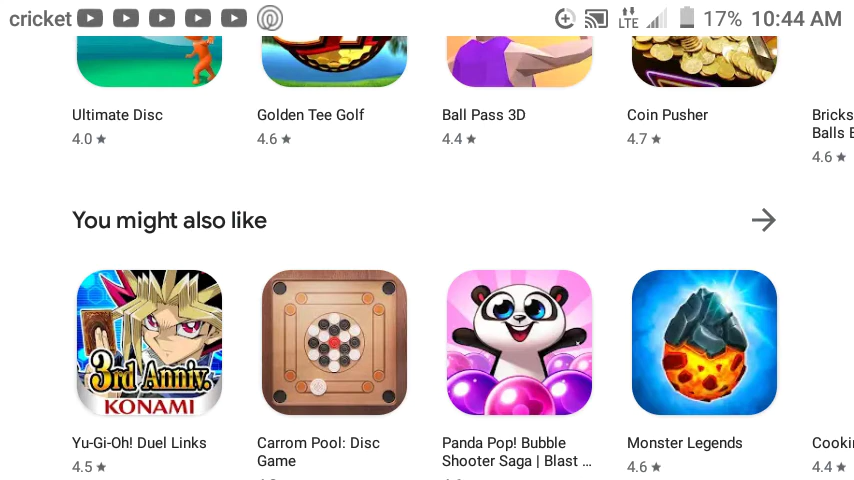 cricket LTE 17% 10:44 AM
Ultimate Disc Golden Tee Golf Ball Pass 3D Coin Pusher Bricks
Balls
4.0 ★ 4.6 ★ 4.4 ★ 4.7 ★
4.6 ★
You might also like
3rd Anniv.
KONAMI
Yu-Gi-Oh! Duel Links Carrom Pool: Disc Panda Pop! Bubble Monster Legends
Game Shooter Saga | Blast ...
4.5 ★ 4.6 ★ 4.4 ★